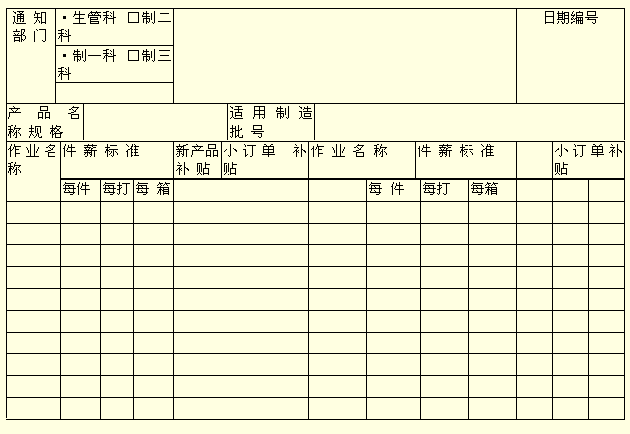 通知 ·生管科 □制二 日期编号
部门 科
·制一科 □制三
科
产品名 适用制造
称规格 批号
作业名 件薪标准 新产品 小订单 补 作业名称 件薪标准 小订单补
称 补贴 贴 贴
每件 每打 每箱 每件 每打 每箱